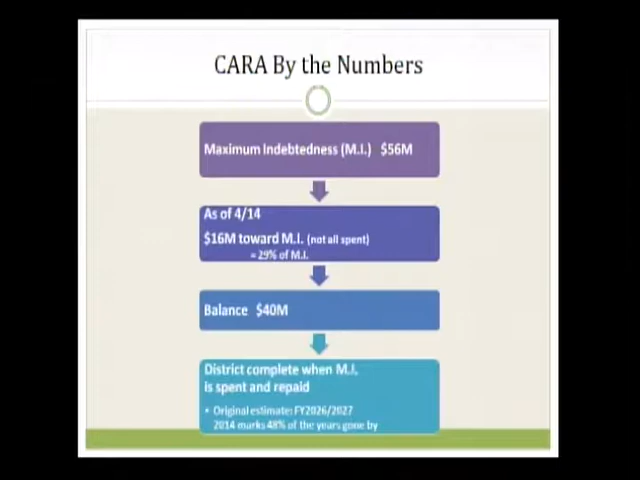 CARA By the Numbers
Maximum Indebtedness (M.I.) $56M
As of 4/14
$16M toward M.I. (not all spent)
= 29% of M.I.
Balance $40M
District complete when M.I.
is spent and repaid
• Original estimate: FY2026/2027
2014 marks 48% of the years gone by